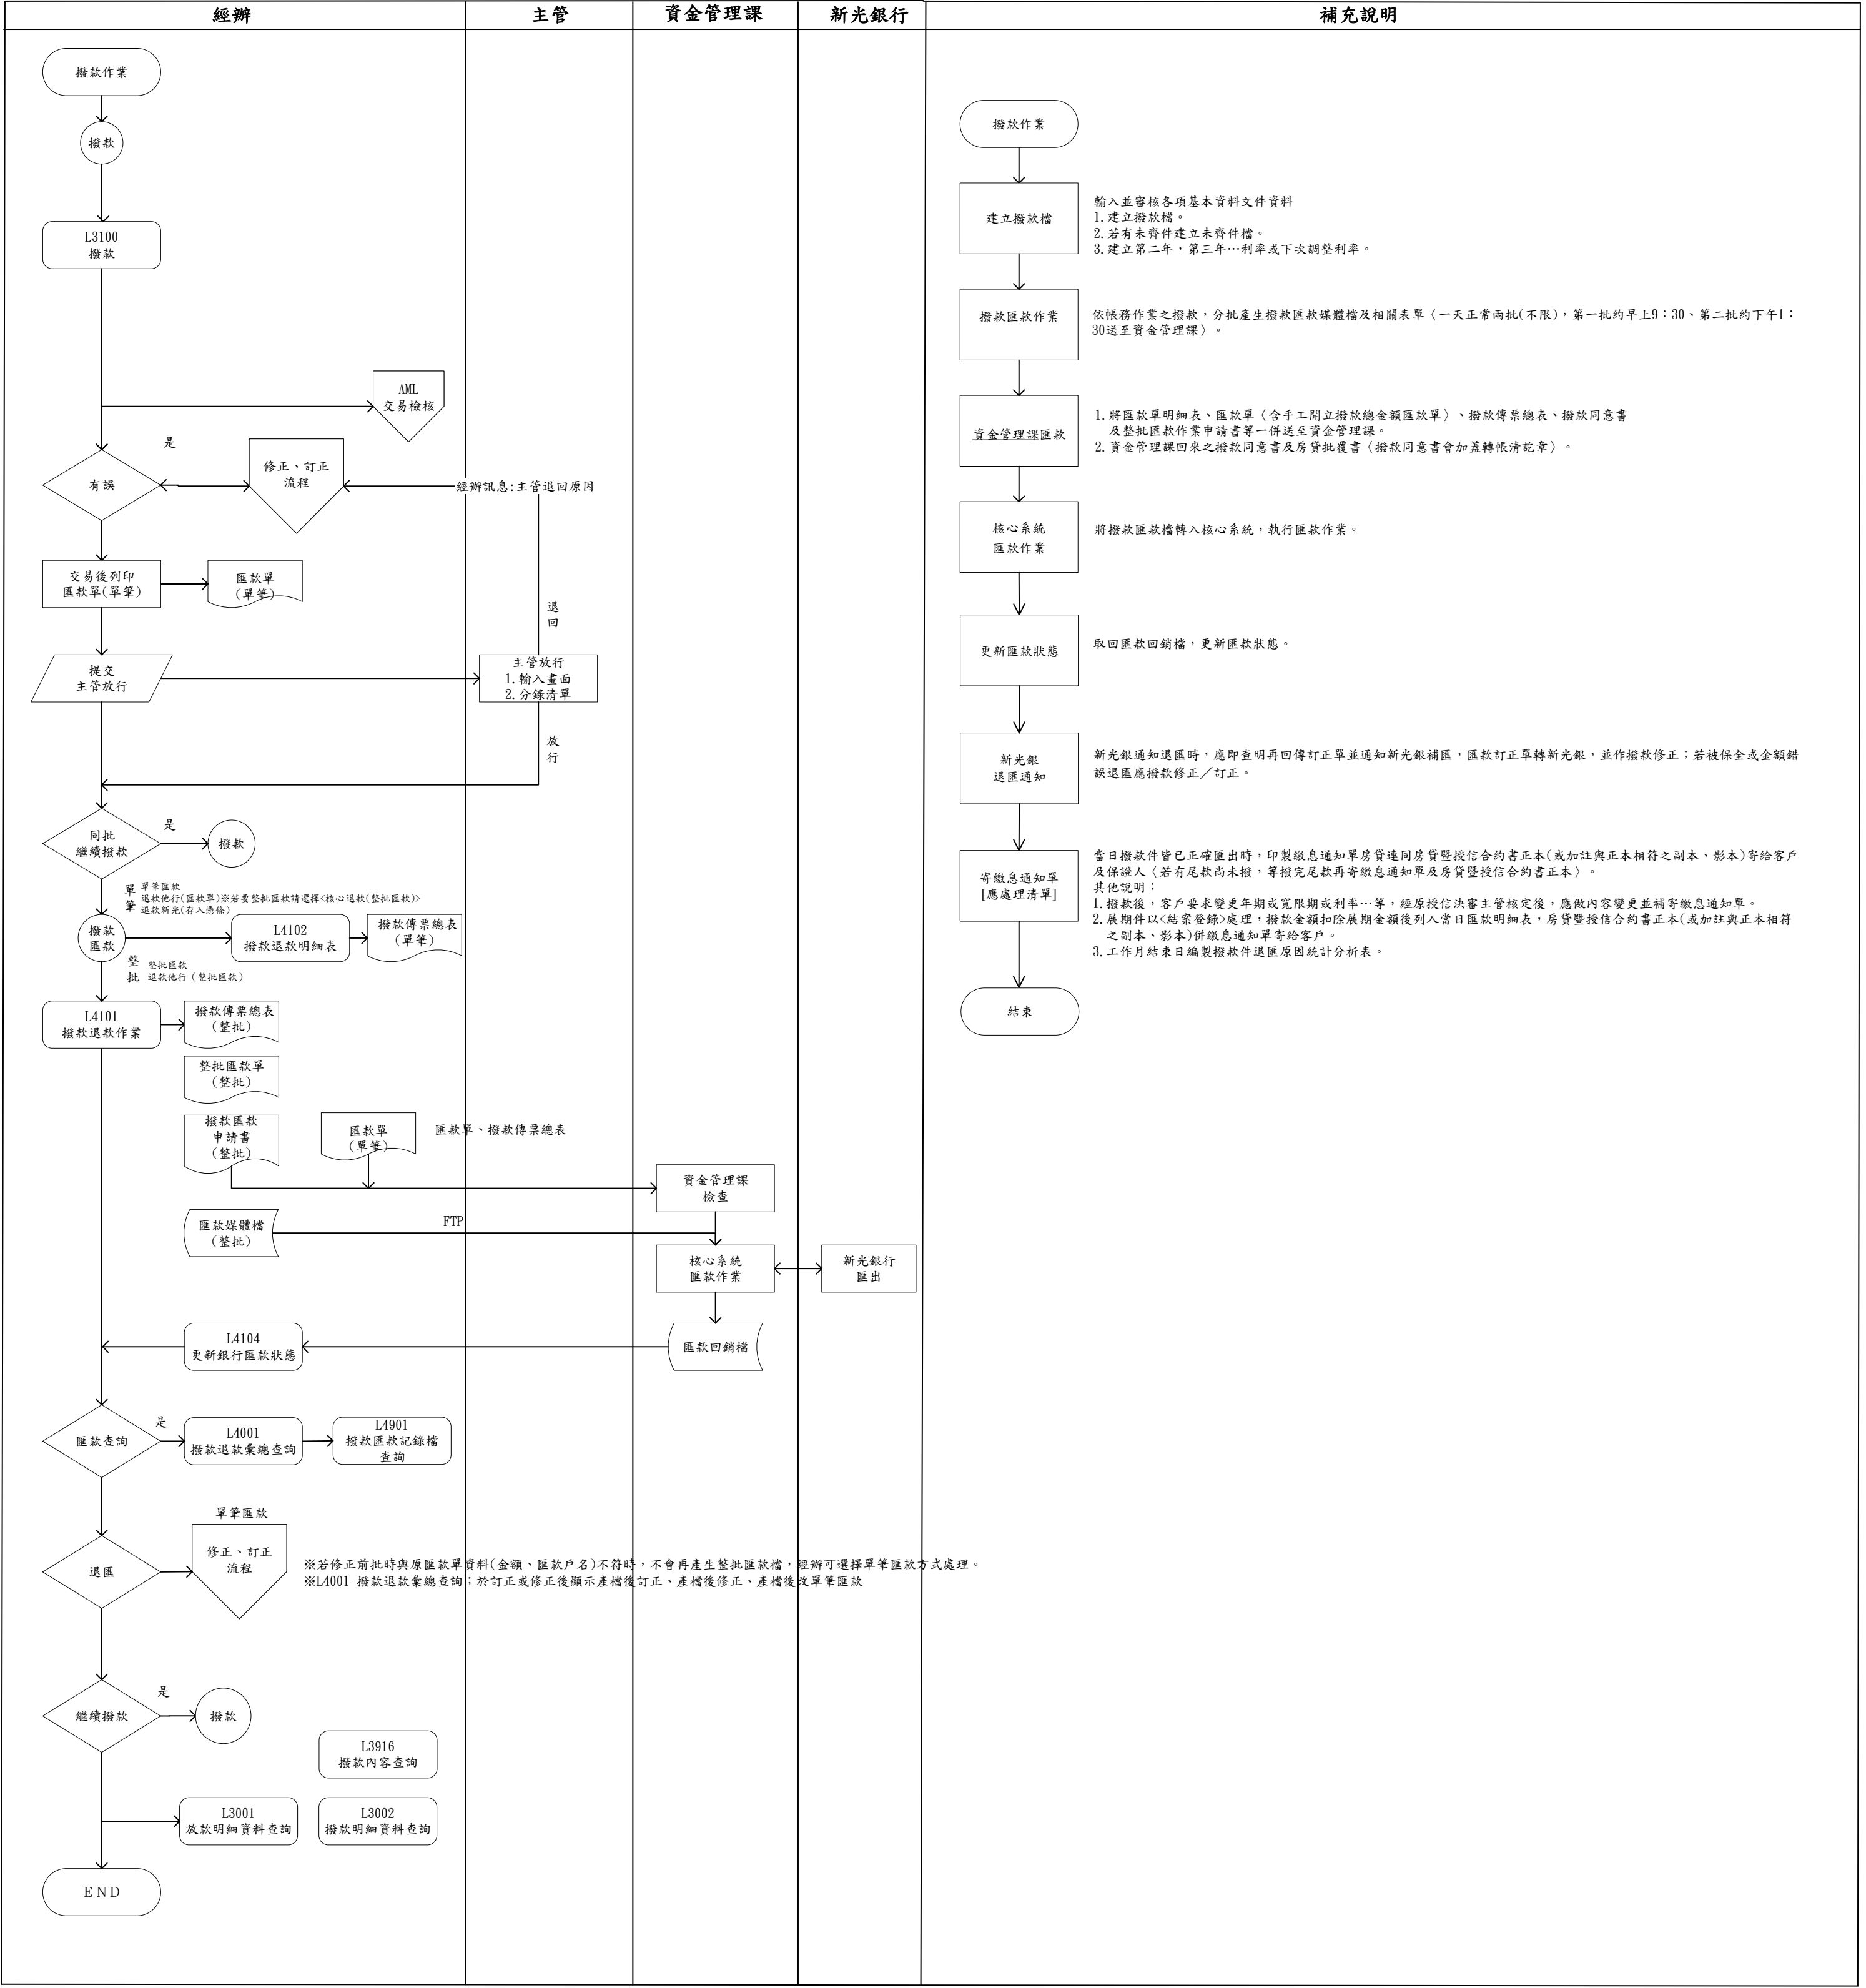 經辦
主管
資金管理課
新光銀行
補充說明
撥款作業
撥款
L3100
撥款
AML
交易檢核
是
有誤
修正、訂正
流程
經辦訊息:主管退回原因
交易後列印
匯款單(單筆)
匯款單
(單筆)
退
回
提交
主管放行
主管放行
1.輸入畫面
2.分錄清單
放
行
同批
繼續撥款
是
撥款
單
筆
單筆匯款
退款他行(匯款單)※若要整批匯款請選擇<核心退款(整批匯款)>
退款新光(存入憑條)
撥款
匯款
L4102
撥款退款明細表
撥款傳票總表
(單筆)
整
批
整批匯款
退款他行(整批匯款)
L4101
撥款退款作業
撥款傳票總表
(整批)
整批匯款單
(整批)
撥款匯款
申請書
(整批)
匯款單
(單筆)
匯款單、撥款傳票總表
資金管理課
檢查
匯款媒體檔
(整批)
FTP
核心系統
匯款作業
新光銀行
匯出
L4104
更新銀行匯款狀態
匯款回銷檔
匯款查詢
是
L4001
撥款退款彙總查詢
L4901
撥款匯款記錄檔
查詢
單筆匯款
退匯
修正、訂正
流程
※若修正前批時與原匯款單資料(金額、匯款戶名)不符時，不會再產生整批匯款檔，經辦可選擇單筆匯款方式處理。
※L4001-撥款退款彙總查詢；於訂正或修正後顯示產檔後訂正、產檔後修正、產檔後改單筆匯款
繼續撥款
是
撥款
L3916
撥款內容查詢
L3001
放款明細資料查詢
L3002
撥款明細資料查詢
ＥＮＤ
撥款作業
建立撥款檔
輸入並審核各項基本資料文件資料
1.建立撥款檔。
2.若有未齊件建立未齊件檔。
3.建立第二年，第三年…利率或下次調整利率。
撥款匯款作業
依帳務作業之撥款，分批產生撥款匯款媒體檔及相關表單〈一天正常兩批(不限)，第一批約早上9：30、第二批約下午1：
30送至資金管理課〉。
資金管理課匯款
1.將匯款單明細表、匯款單〈含手工開立撥款總金額匯款單〉、撥款傳票總表、撥款同意書
及整批匯款作業申請書等一併送至資金管理課。
2.資金管理課回來之撥款同意書及房貸批覆書〈撥款同意書會加蓋轉帳清訖章〉。
核心系統
匯款作業
將撥款匯款檔轉入核心系統，執行匯款作業。
更新匯款狀態
取回匯款回銷檔，更新匯款狀態。
新光銀
退匯通知
新光銀通知退匯時，應即查明再回傳訂正單並通知新光銀補匯，匯款訂正單轉新光銀，並作撥款修正；若被保全或金額錯
誤退匯應撥款修正／訂正。
寄繳息通知單
[應處理清單]
當日撥款件皆已正確匯出時，印製繳息通知單房貸連同房貸暨授信合約書正本(或加註與正本相符之副本、影本)寄給客戶
及保證人〈若有尾款尚未撥，等撥完尾款再寄繳息通知單及房貸暨授信合約書正本〉。
其他說明：
1.撥款後，客戶要求變更年期或寬限期或利率…等，經原授信決審主管核定後，應做內容變更並補寄繳息通知單。
2.展期件以<結案登錄>處理，撥款金額扣除展期金額後列入當日匯款明細表，房貸暨授信合約書正本(或加註與正本相符
之副本、影本)併繳息通知單寄給客戶。
3.工作月結束日編製撥款件退匯原因統計分析表。
結束